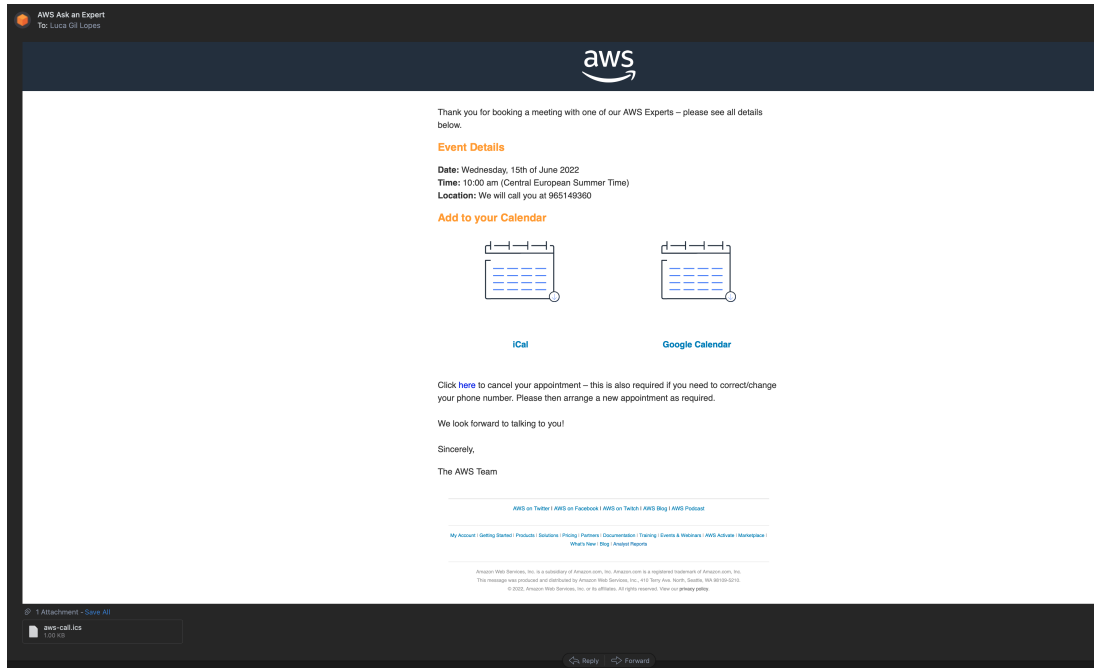 AWS Ask an Expert
To: Luca Gil Lopes
aws
Thank you for booking a meeting with one of our AWS Experts – please see all details
below.
Event Details
Date: Wednesday, 15th of June 2022
Time: 10:00 am (Central European Summer Time)
Location: We will call you at 965149360
Add to your Calendar
iCal
Google Calendar
Click here to cancel your appointment – this is also required if you need to correct/change
your phone number. Please then arrange a new appointment as required.
We look forward to talking to you!
Sincerely,
The AWS Team
AWS on Twitter I AWS on Facebook I AWS on Twitch I AWS Blog I AWS Podcast
My Account | Getting Started | Products | Solutions | Pricing | Partners | Documentation | Training | Events & Webinars | AWS Activate | Marketplace |
What's New | Blog | Analyst Reports
Amazon Web Services, Inc. is a subsidiary of Amazon.com, Inc. Amazon.com is a registered trademark of Amazon.com, Inc.
This message was produced and distributed by Amazon Web Services, Inc., 410 Terry Ave. North, Seattle, WA 98109-5210.
© 2022, Amazon Web Services, Inc. or its affiliates. All rights reserved. View our privacy policy.
1 Attachment - Save All
aws-call.ics
1.00 KB
Reply
Forward